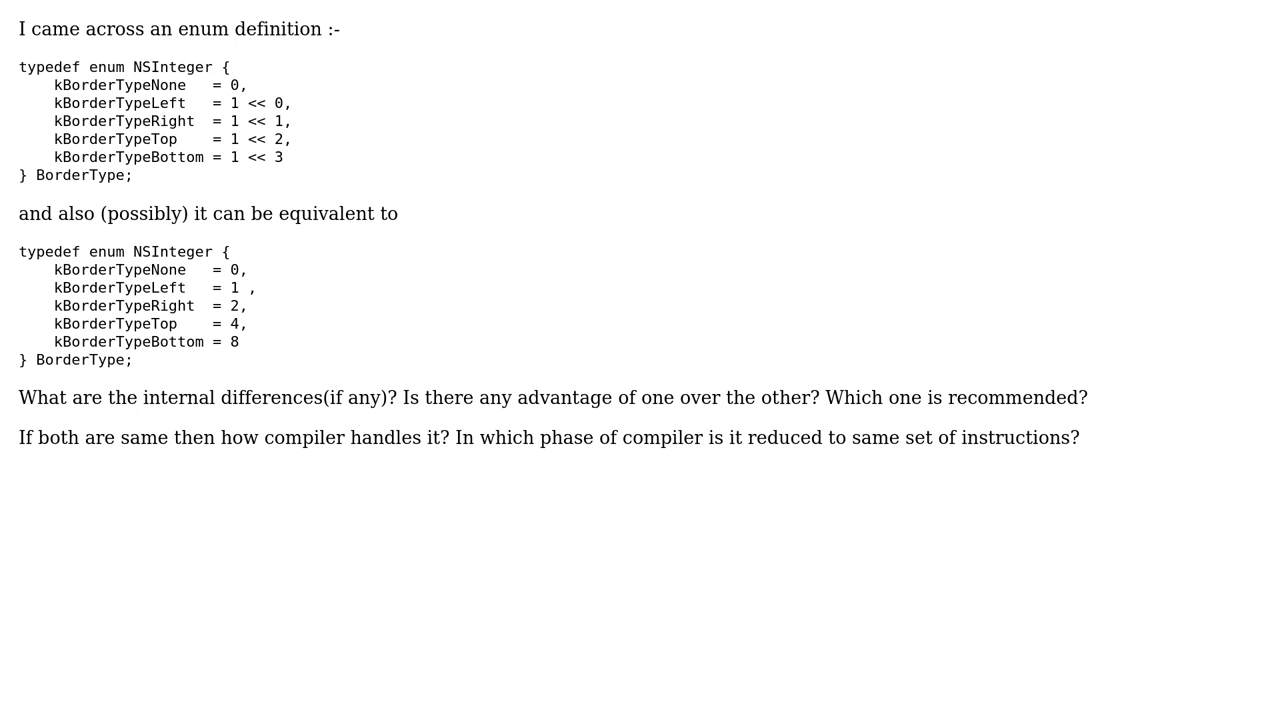 I came across an enum definition :-
typedef enum NSInteger {
    kBorderTypeNone   = 0,
    kBorderTypeLeft   = 1 << 0,
    kBorderTypeRight  = 1 << 1,
    kBorderTypeTop    = 1 << 2,
    kBorderTypeBottom = 1 << 3
} BorderType;
and also (possibly) it can be equivalent to
typedef enum NSInteger {
    kBorderTypeNone   = 0,
    kBorderTypeLeft   = 1 ,
    kBorderTypeRight  = 2,
    kBorderTypeTop    = 4,
    kBorderTypeBottom = 8
} BorderType;
What are the internal differences(if any)? Is there any advantage of one over the other? Which one is recommended?
If both are same then how compiler handles it? In which phase of compiler is it reduced to same set of instructions?